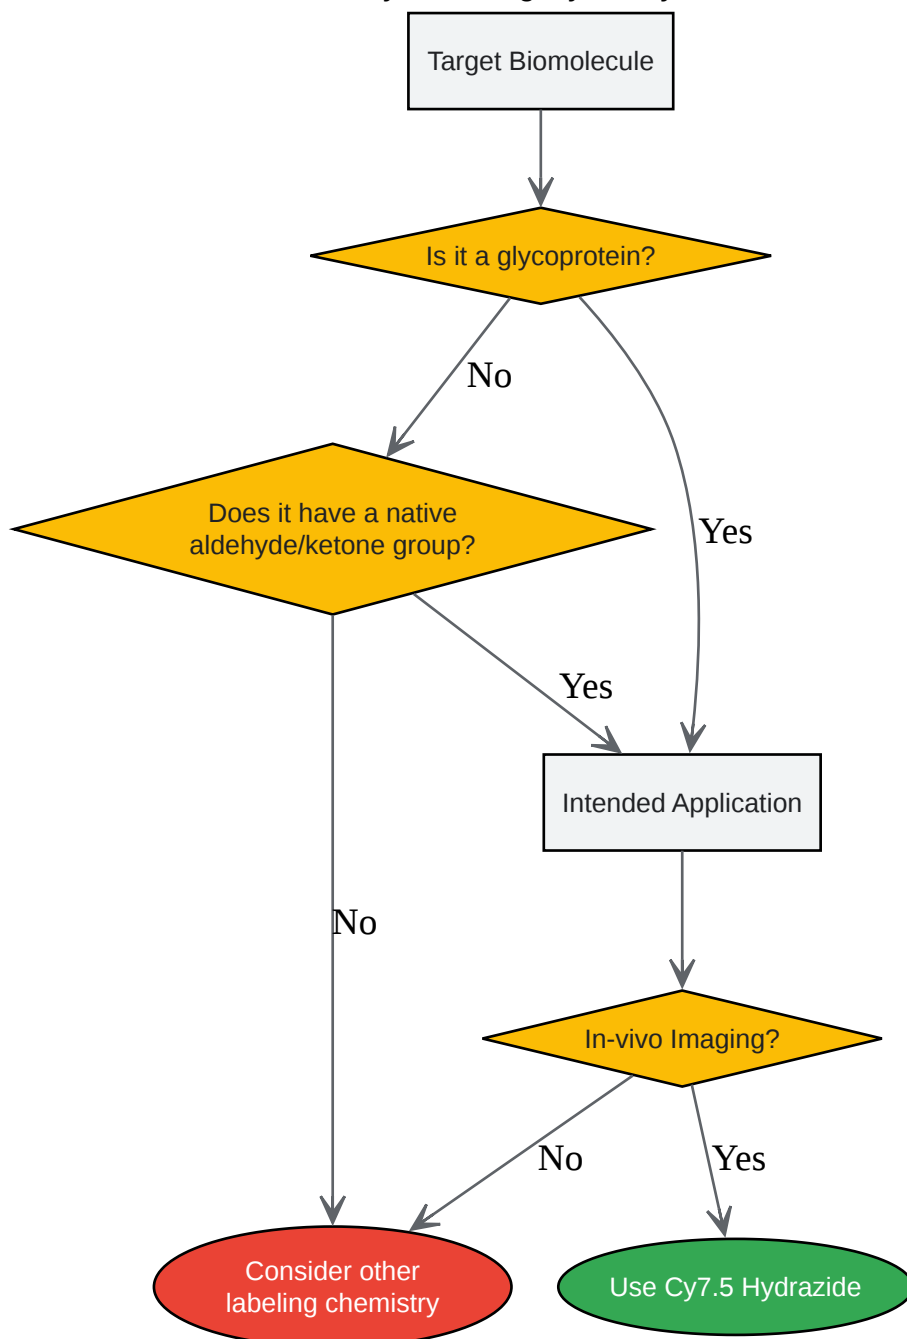 Target Biomolecule
Is it a glycoprotein?
No
Yes
Does it have a native
aldehyde/ketone group?
Yes
Intended Application
No
In-vivo Imaging?
No
Yes
Consider other
labeling chemistry
Use Cy7.5 Hydrazide